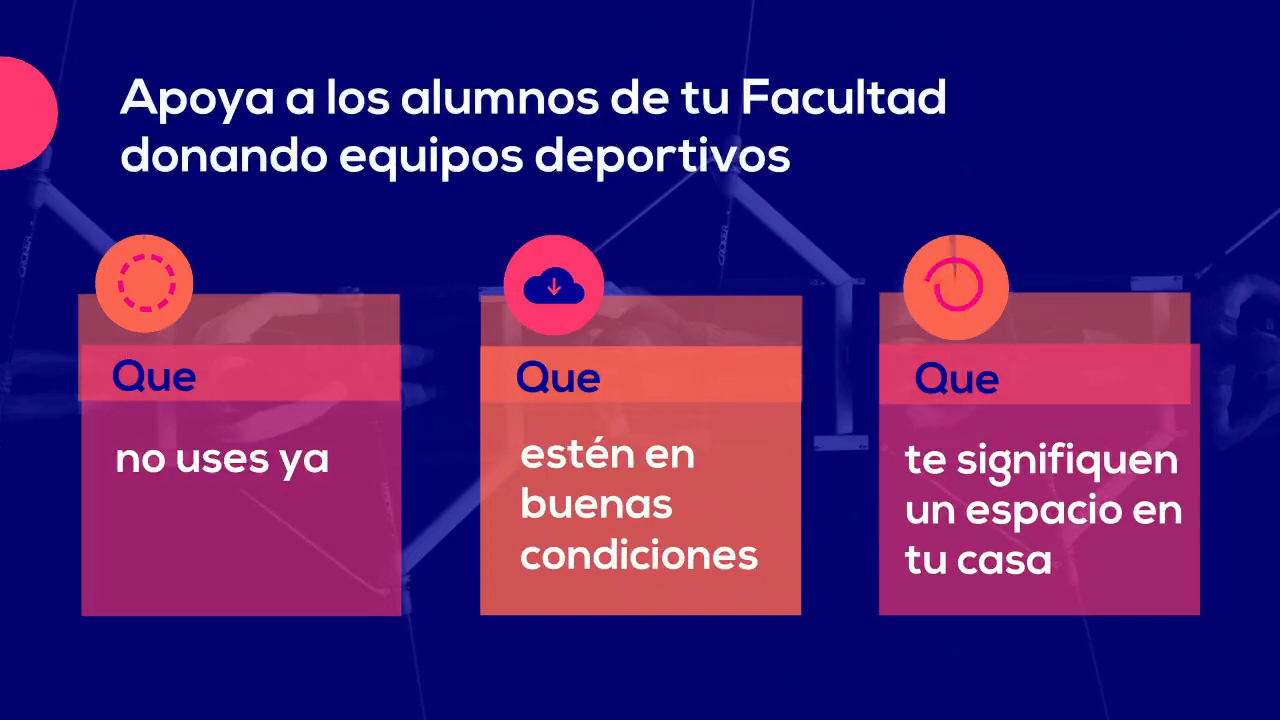 Apoya a los alumnos de tu Facultad
donando equipos deportivos
Que
no uses ya
Que
estén en
buenas
condiciones
Que
te signifiquen
un espacio en
tu casa